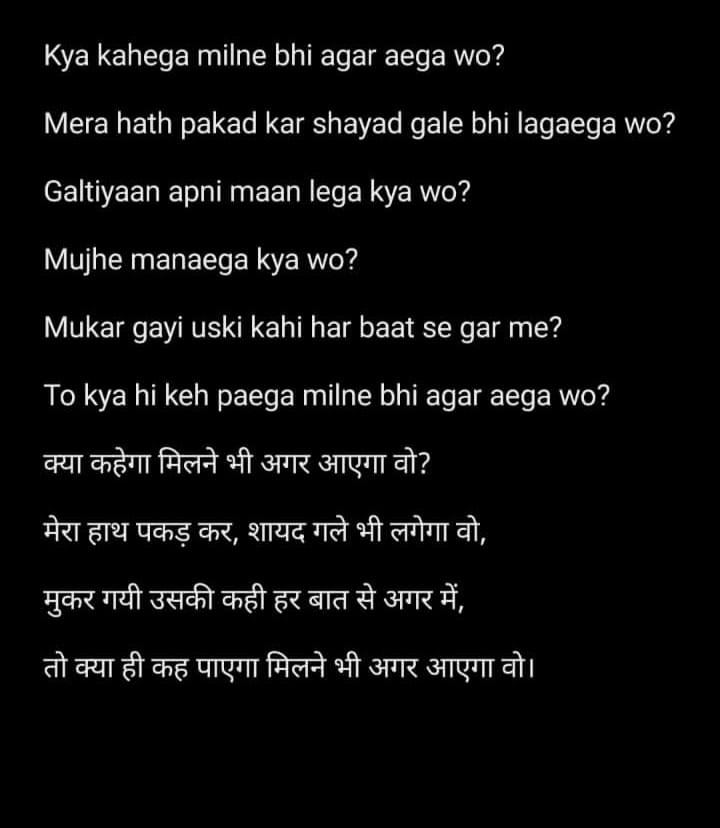 Kya kahega milne bhi agar aega wo?
Mera hath pakad kar shayad gale bhi lagaega wo?
Galtiyaan apni maan lega kya wo?
Mujhe manaega kya wo?
Mukar gayi uski kahi har baat se gar me?
To kya hi keh paega milne bhi agar aega wo?
क्या कहेगा मिलने भी अगर आएगा वो?
मेरा हाथ पकड़ कर, शायद गले भी लगेगा वो,
मुकर गयी उसकी कही हर बात से अगर में,
तो क्या ही कह पाएगा मिलने भी अगर आएगा वो।